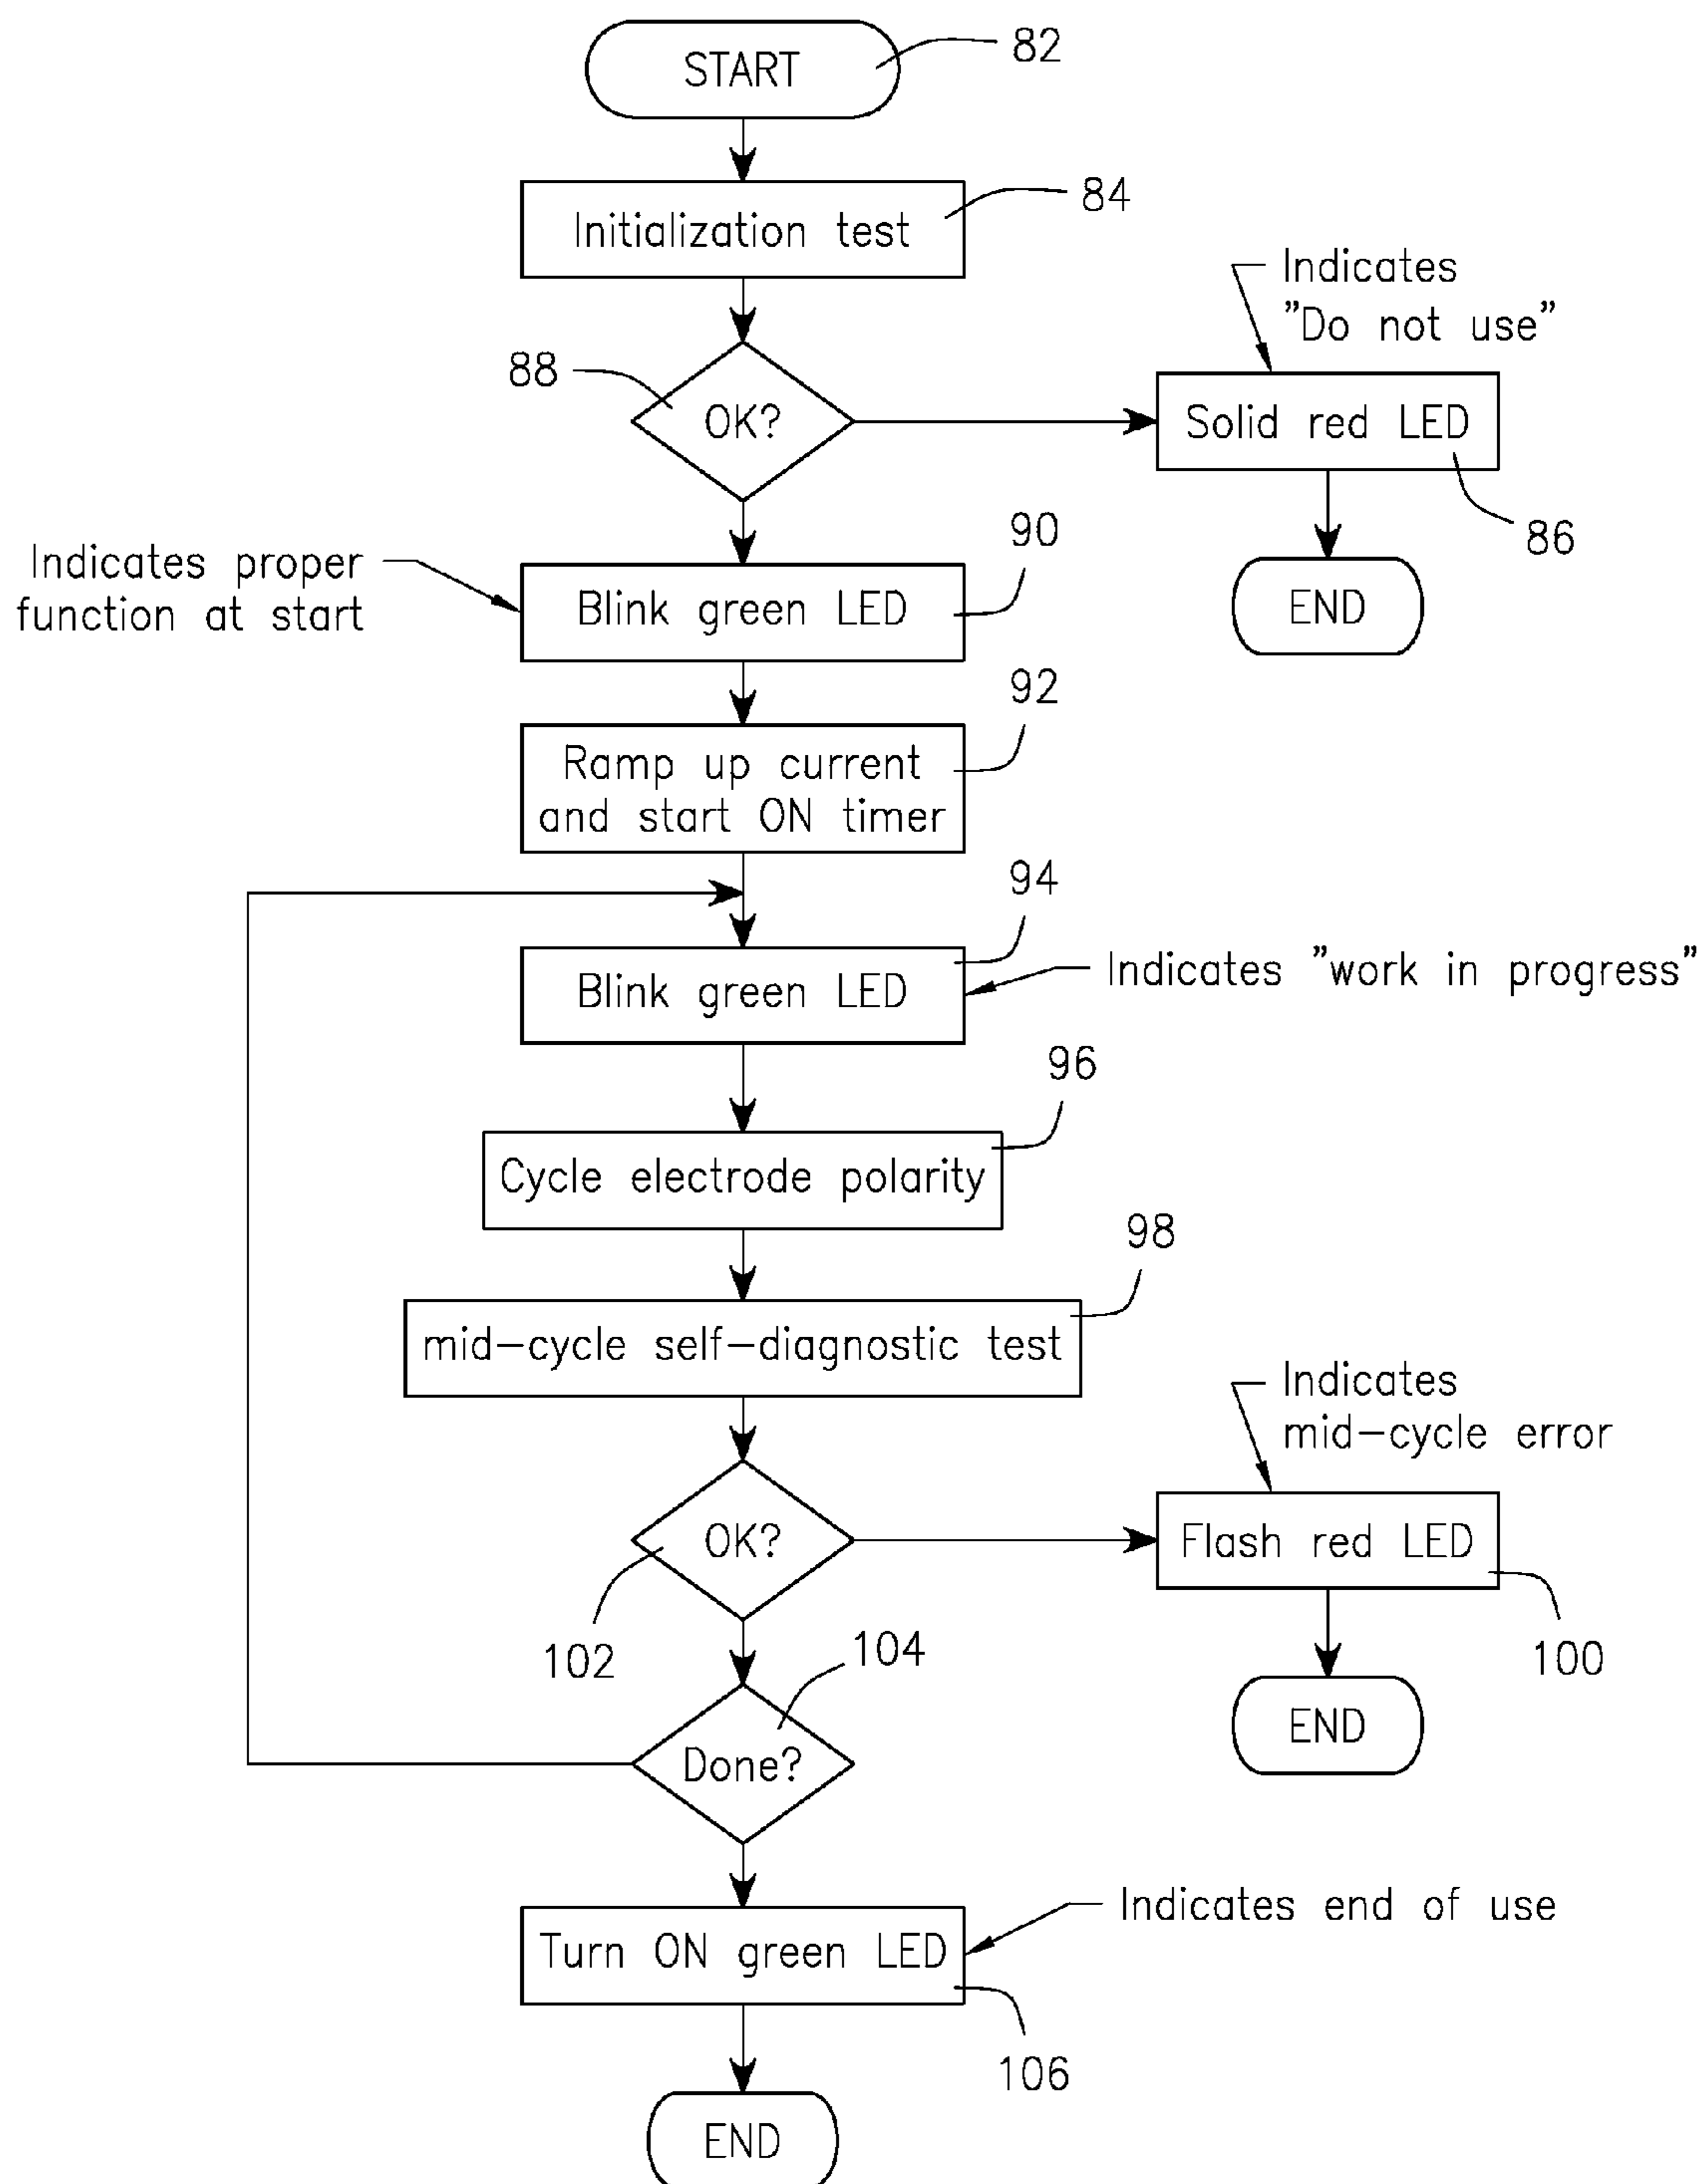 START
82
Initialization test
84
Indicates
"Do not use"
88
OK?
Solid red LED
86
END
Indicates proper
function at start
90
Blink green LED
92
Ramp up current
and start ON timer
94
Blink green LED
Indicates "work in progress"
96
Cycle electrode polarity
98
mid-cycle self-diagnostic test
Indicates
mid-cycle error
OK?
102
Flash red LED
100
END
104
Done?
Turn ON green LED
Indicates end of use
106
END